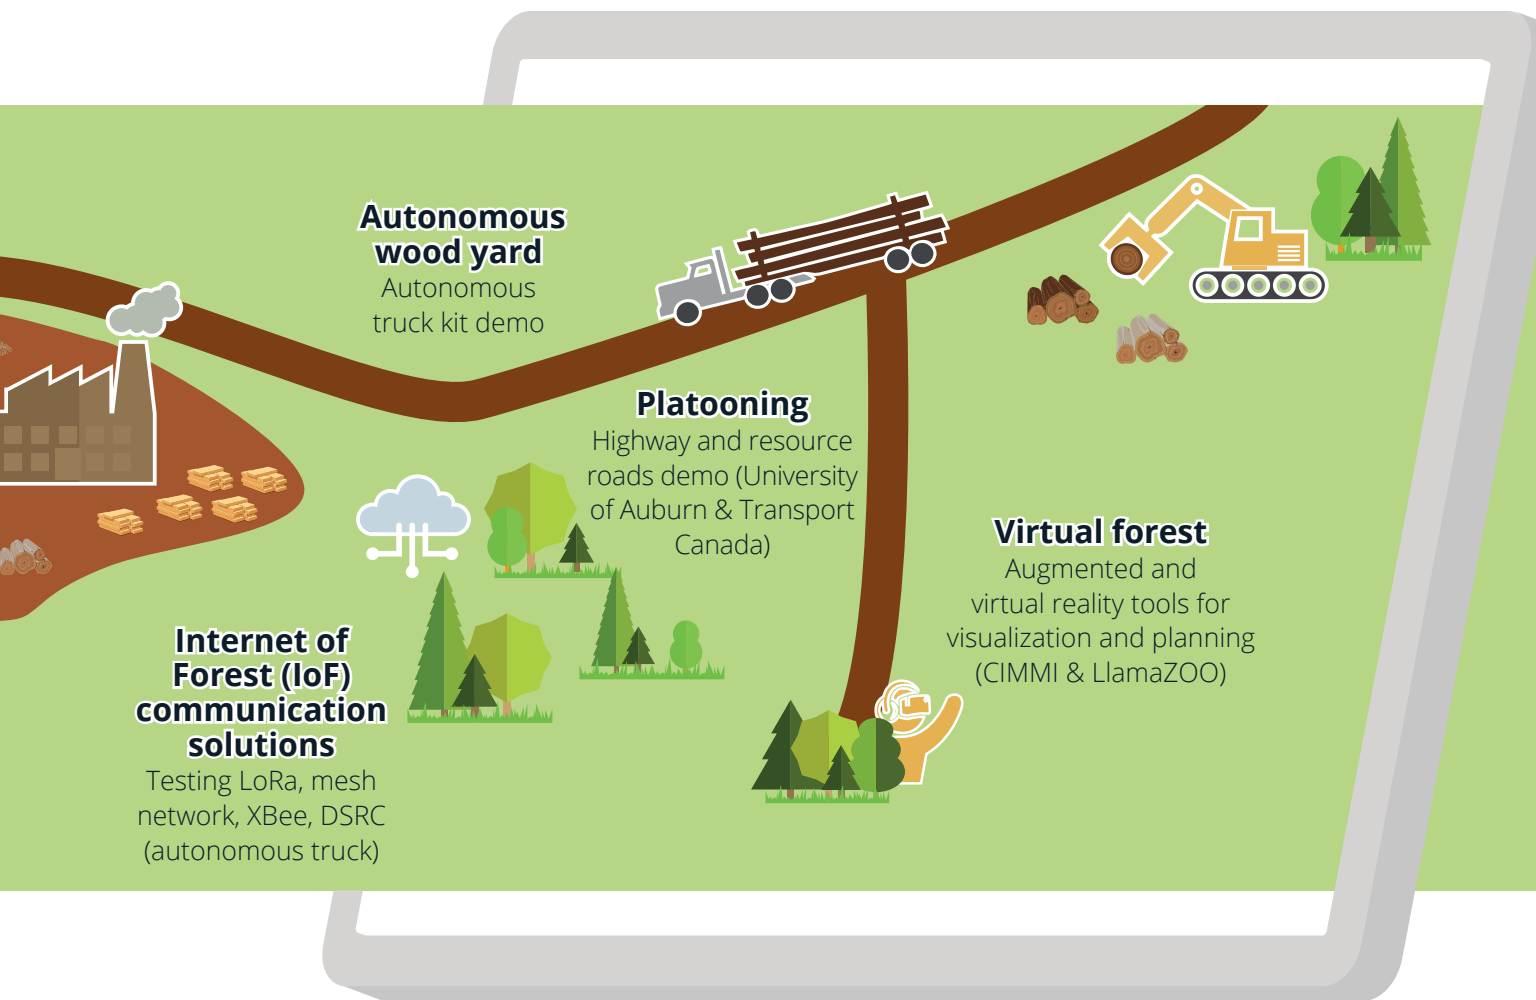 Autonomous
wood yard
Autonomous
truck kit demo
Platooning
Highway and resource
roads demo (University
of Auburn & Transport
Canada)
Virtual forest
Augmented and
virtual reality tools for
visualization and planning
(CIMMI & LlamaZOO)
Internet of
Forest (IoF)
communication
solutions
Testing LoRa, mesh
network, XBee, DSRC
(autonomous truck)